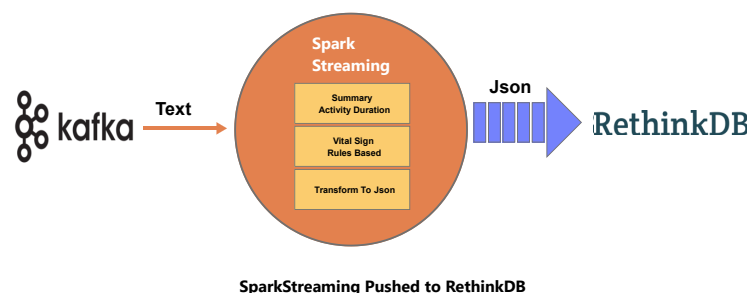 Spark
Streaming
Summary
Activity Duration
Vital Sign
Rules Based
Transform To Json
kafka
Text
Json
RethinkDB
SparkStreaming Pushed to RethinkDB